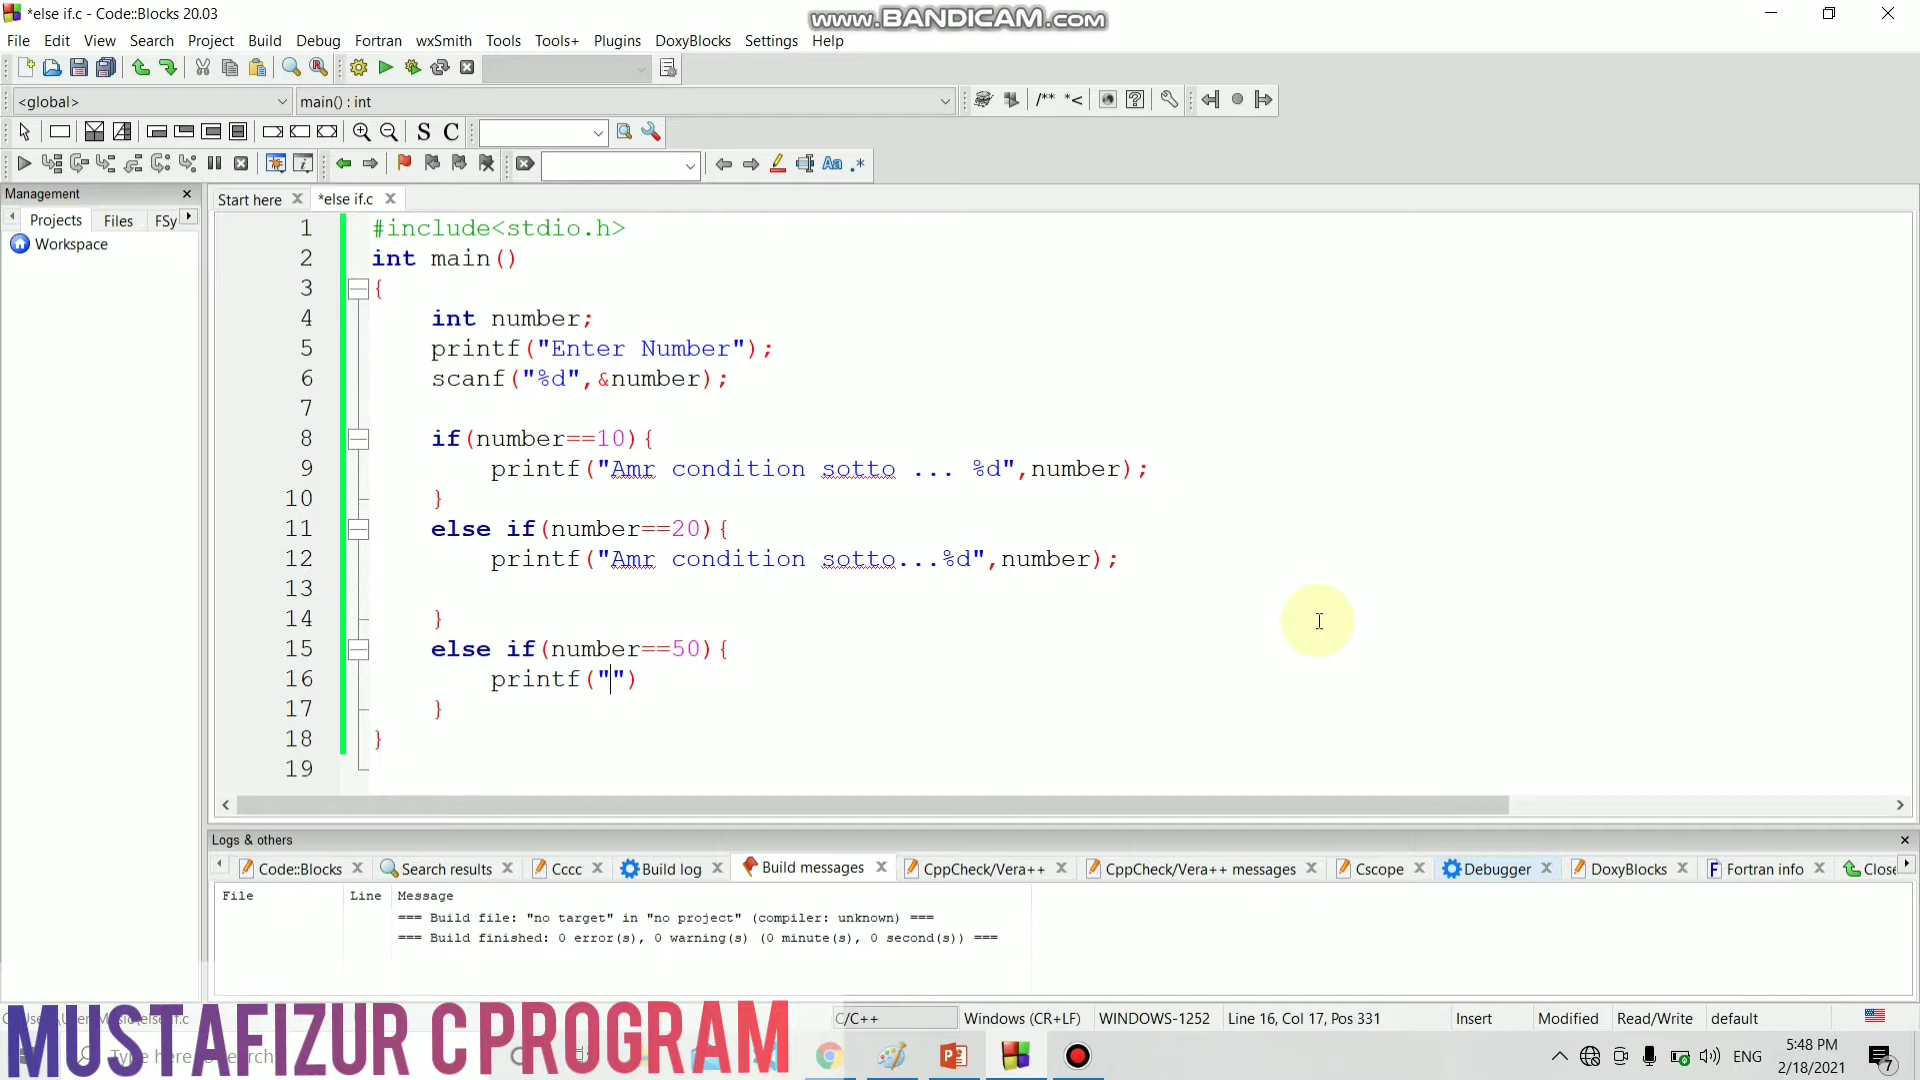 *else if.c - Code::Blocks 20.03
www.BANDICAM.com
File Edit View Search Project Build Debug Fortran wxSmith Tools Tools+ Plugins DoxyBlocks Settings Help
<global> main() : int
/** *<
S C
Aa .*
Management
Start here *else if.c
Projects Files FSy
Workspace
1 #include<stdio.h>
2 int main()
3 {
4 int number;
5 printf("Enter Number");
6 scanf("%d",&number);
7
8 if(number==10){
9 printf("Amr condition sotto ... %d",number);
10 }
11 else if(number==20){
12 printf("Amr condition sotto...%d",number);
13
14 }
15 else if(number==50){
16 printf("")
17 }
18 }
19
Logs & others
Code::Blocks Search results Cccc Build log Build messages CppCheck/Vera++ CppCheck/Vera++ messages Cscope Debugger DoxyBlocks Fortran info Close
File Line Message
=== Build file: "no target" in "no project" (compiler: unknown) ===
=== Build finished: 0 error(s), 0 warning(s) (0 minute(s), 0 second(s)) ===
MUSTAFIZUR C PROGRAM
C/C++ Windows (CR+LF) WINDOWS-1252 Line 16, Col 17, Pos 331 Insert Modified Read/Write default
Type here to search
ENG 5:48 PM
2/18/2021
7